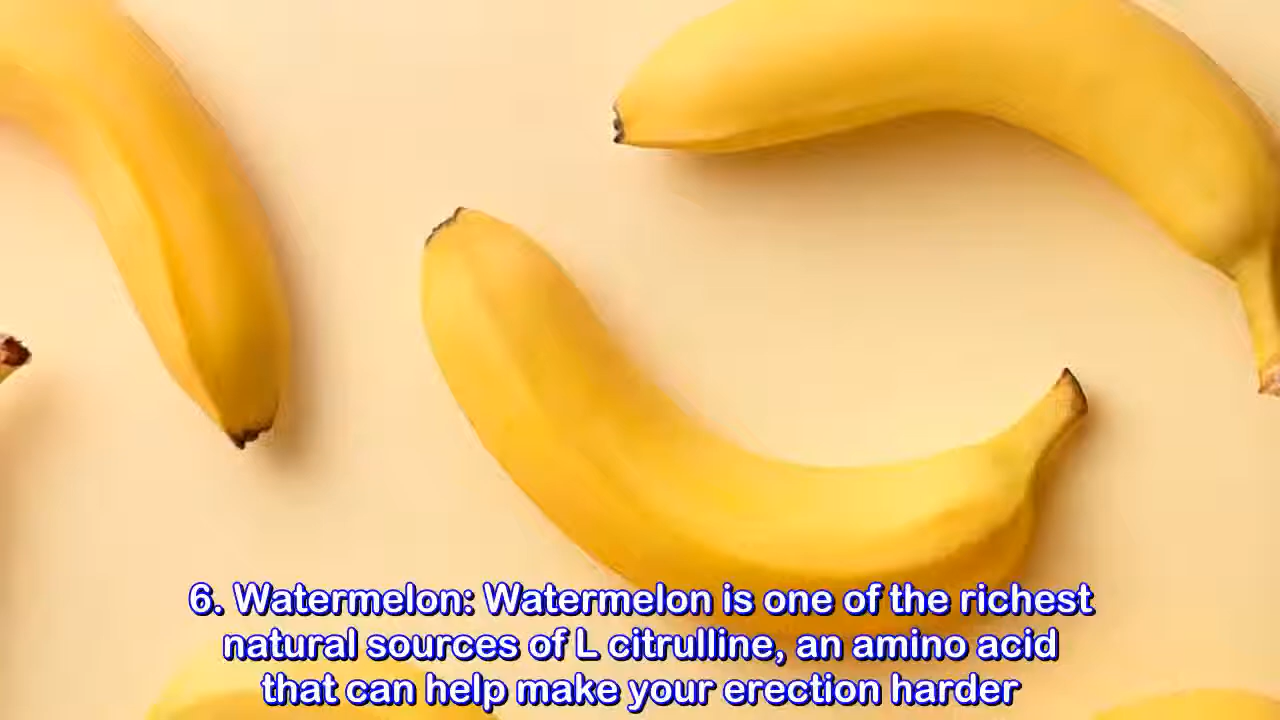 6. Watermelon: Watermelon is one of the richest
natural sources of L citrulline, an amino acid
that can help make your erection harder